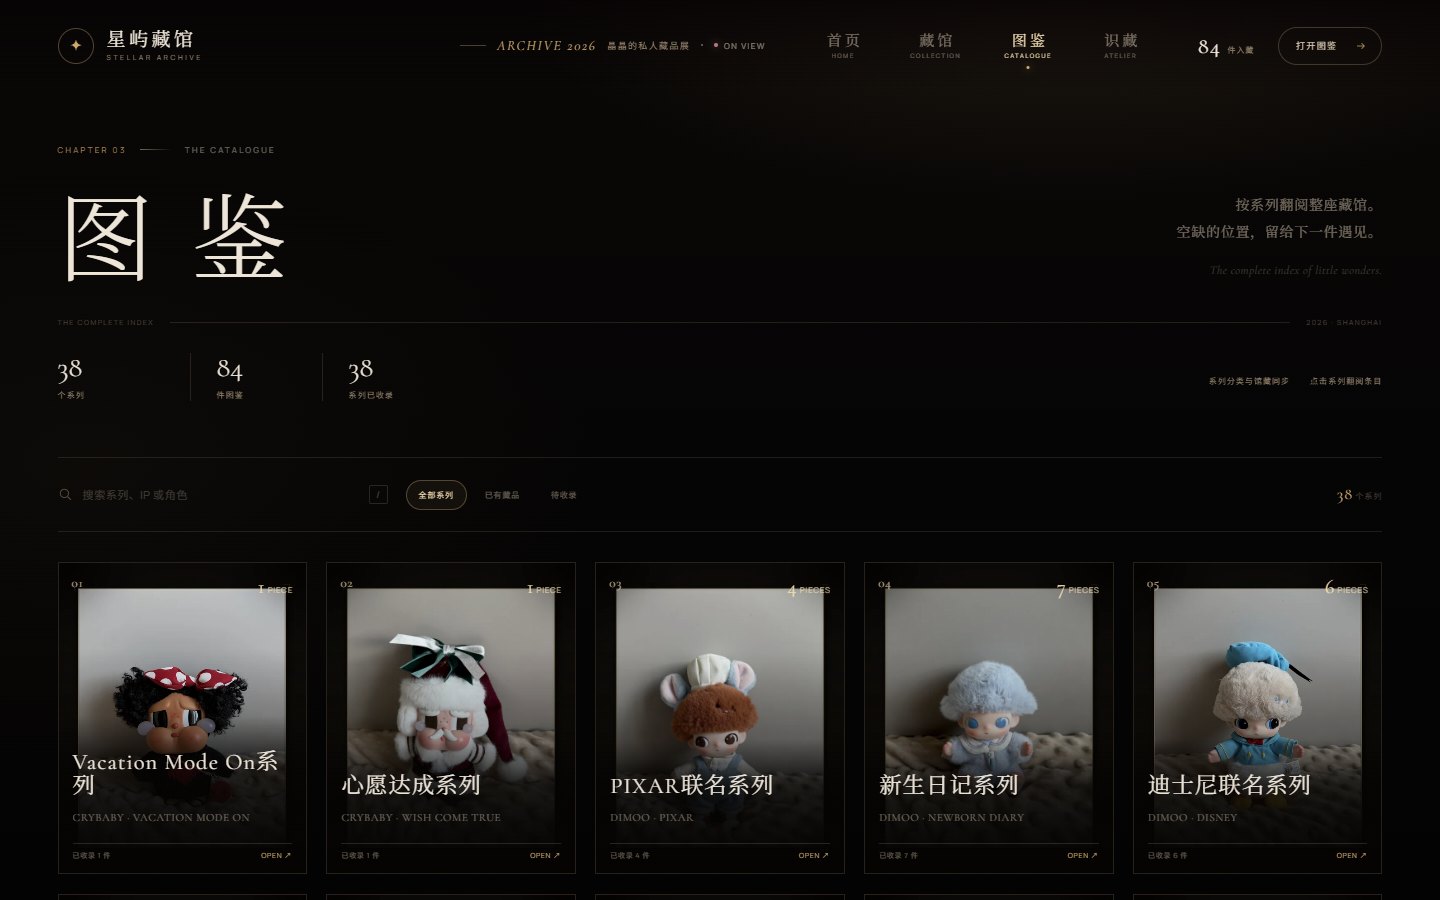 星屿藏馆
STELLAR ARCHIVE
ARCHIVE 2026 晶晶的私人藏品展 · ON VIEW
首页
HOME
藏馆
COLLECTION
图鉴
CATALOGUE
识藏
ATELIER
84 件入藏
打开图鉴 →
CHAPTER 03 THE CATALOGUE
图鉴
按系列翻阅整座藏馆。
空缺的位置，留给下一件遇见。
The complete index of little wonders.
THE COMPLETE INDEX
2026 · SHANGHAI
38
个系列
84
件图鉴
38
系列已收录
系列分类与馆藏同步 点击系列翻阅条目
搜索系列、IP 或角色
/
全部系列 已有藏品 待收录
38 个系列
01
1 PIECE
Vacation Mode On系
列
CRYBABY · VACATION MODE ON
已收录 1 件 OPEN ↗
02
1 PIECE
心愿达成系列
CRYBABY · WISH COME TRUE
已收录 1 件 OPEN ↗
03
4 PIECES
PIXAR联名系列
DIMOO · PIXAR
已收录 4 件 OPEN ↗
04
7 PIECES
新生日记系列
DIMOO · NEWBORN DIARY
已收录 7 件 OPEN ↗
05
6 PIECES
迪士尼联名系列
DIMOO · DISNEY
已收录 6 件 OPEN ↗